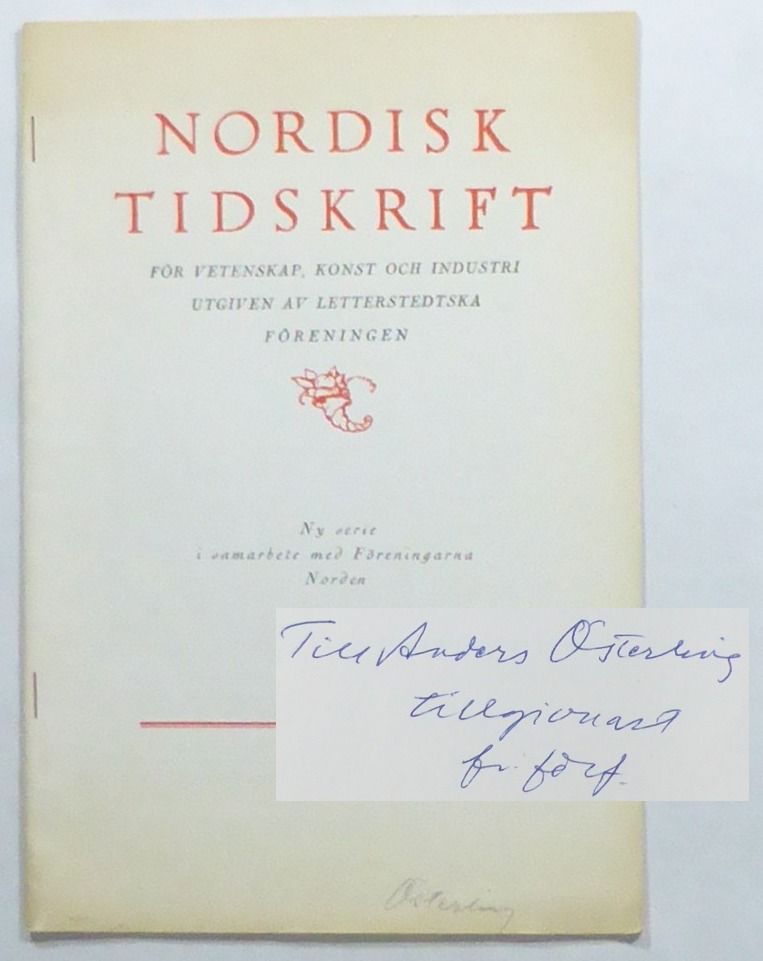 NORDISK
TIDSKRIFT
FÖR VETENSKAP, KONST OCH INDUSTRI
UTGIVEN AV LETTERSTEDTSKA
FÖRENINGEN
Ny serie
i samarbete med Föreningarna
Norden
Till Anders Österling
tillgivnast
fr. förf.
Österling